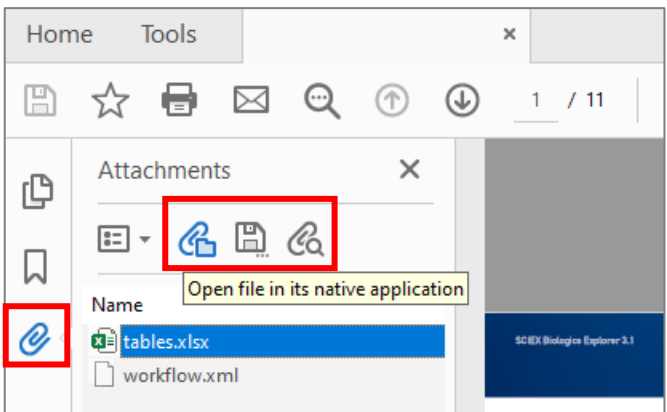 Home Tools
1 / 11
Attachments
Open file in its native application
Name
tables.xlsx
workflow.xml
SCIEX Biologics Explorer 3.1